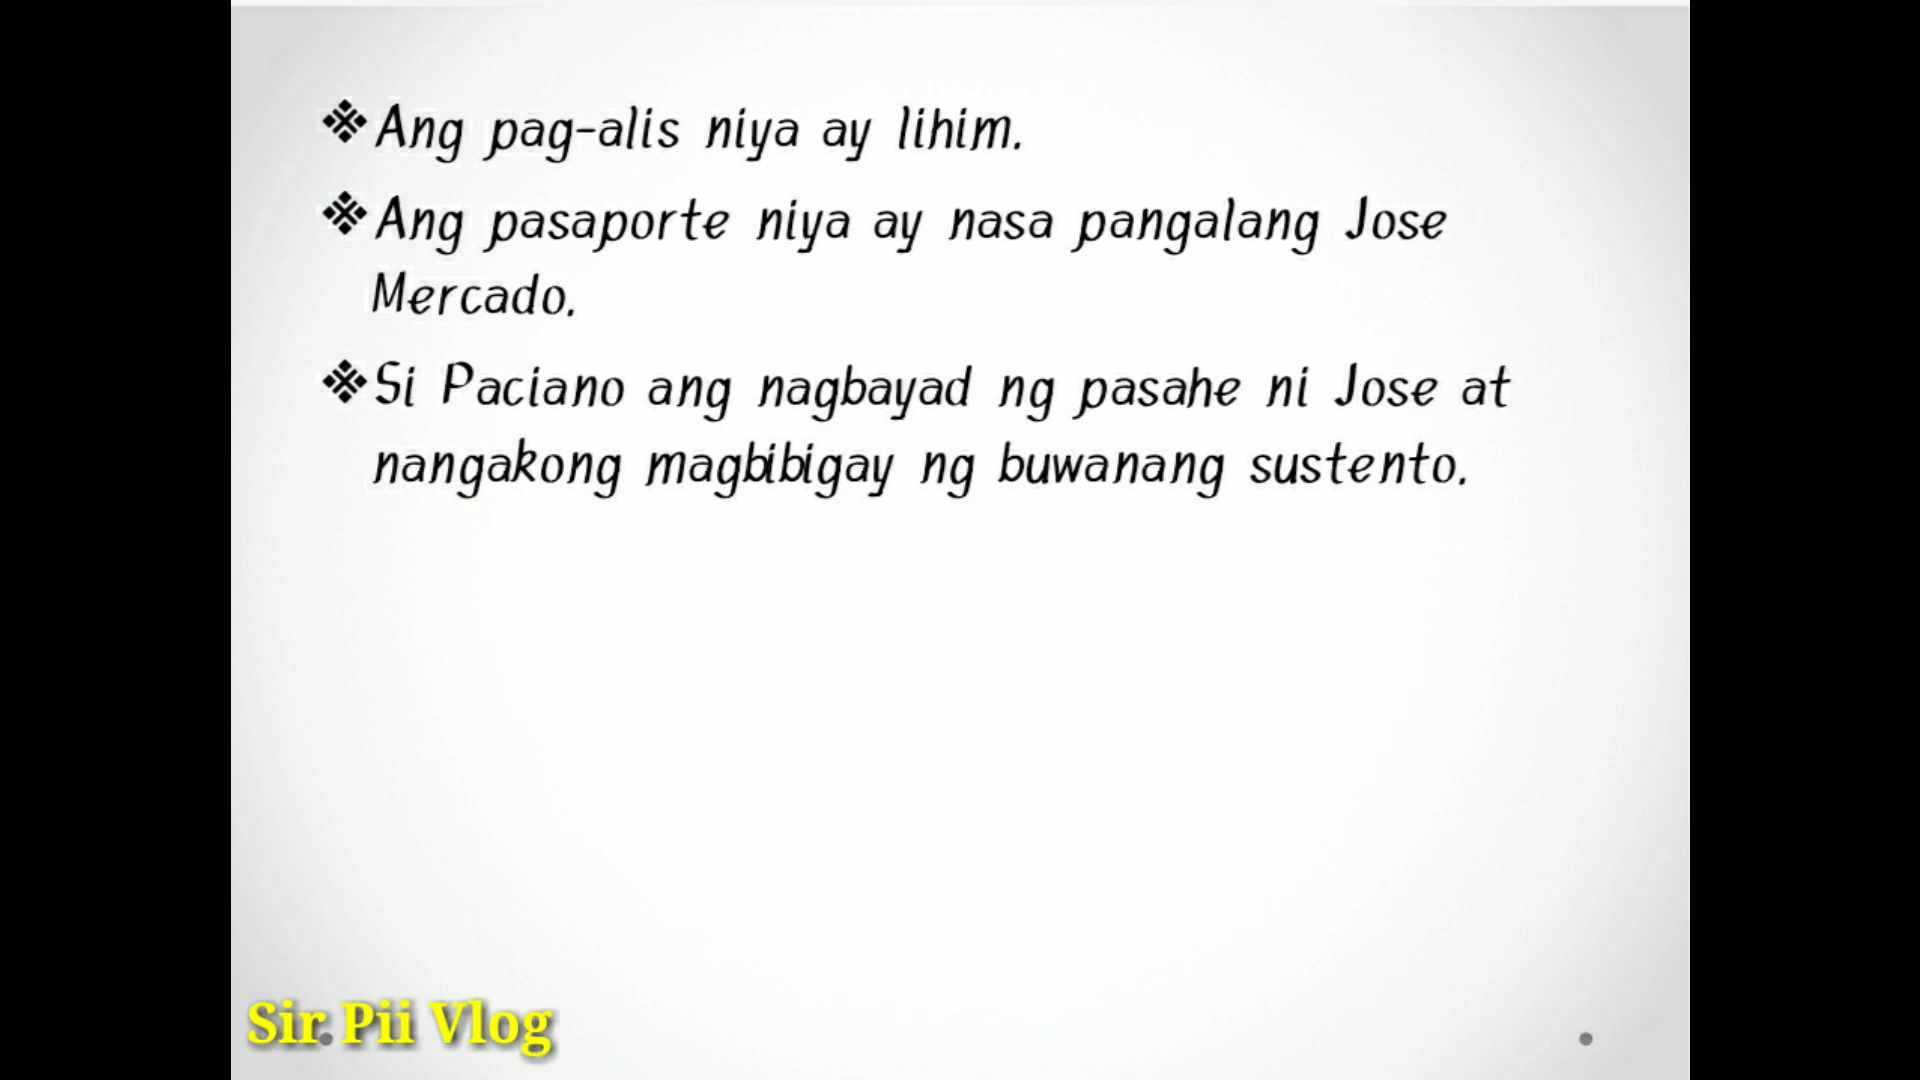 ❖Ang pag-alis niya ay lihim.
❖Ang pasaporte niya ay nasa pangalang Jose
Mercado.
❖Si Paciano ang nagbayad ng pasahe ni Jose at
nangakong magbibigay ng buwanang sustento.
Sir Pii Vlog